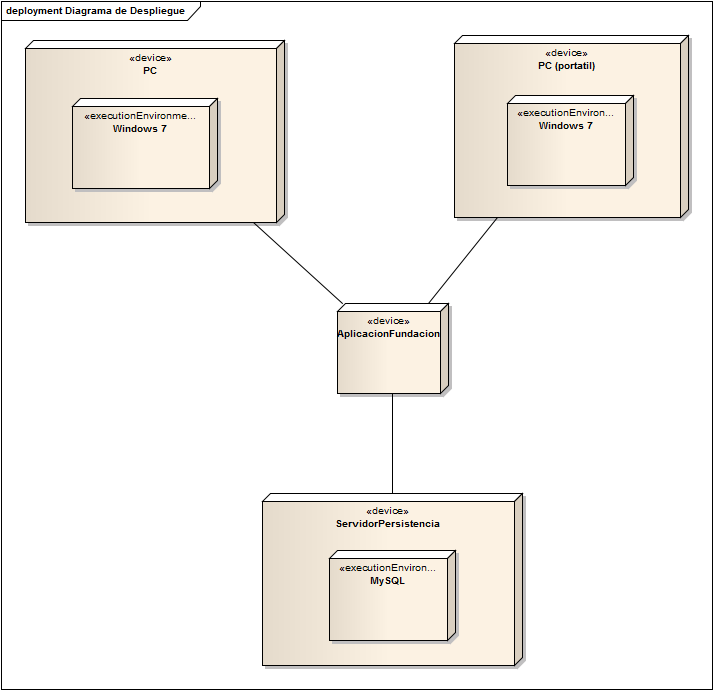 deployment Diagrama de Despliegue
«device»
PC
«executionEnvironme...
Windows 7
«device»
PC (portatil)
«executionEnviron...
Windows 7
«device»
AplicacionFundacion
«device»
ServidorPersistencia
«executionEnviron...
MySQL